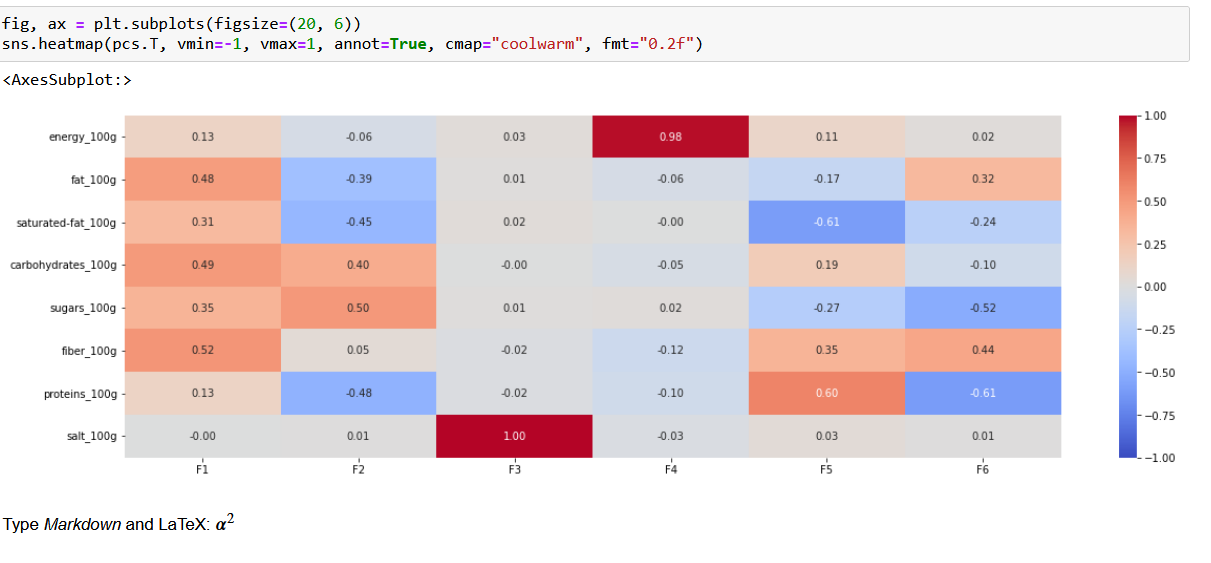 fig, ax = plt.subplots(figsize=(20, 6))
sns.heatmap(pcs.T, vmin=-1, vmax=1, annot=True, cmap="coolwarm", fmt="0.2f")
<AxesSubplot:>
energy_100g 0.13 -0.06 0.03 0.98 0.11 0.02
fat_100g 0.48 -0.39 0.01 -0.06 -0.17 0.32
saturated-fat_100g 0.31 -0.45 0.02 -0.00 -0.61 -0.24
carbohydrates_100g 0.49 0.40 -0.00 -0.05 0.19 -0.10
sugars_100g 0.35 0.50 0.01 0.02 -0.27 -0.52
fiber_100g 0.52 0.05 -0.02 -0.12 0.35 0.44
proteins_100g 0.13 -0.48 -0.02 -0.10 0.60 -0.61
salt_100g -0.00 0.01 1.00 -0.03 0.03 0.01
F1 F2 F3 F4 F5 F6
1.00
0.75
0.50
0.25
0.00
-0.25
-0.50
-0.75
-1.00
Type Markdown and LaTeX: α²